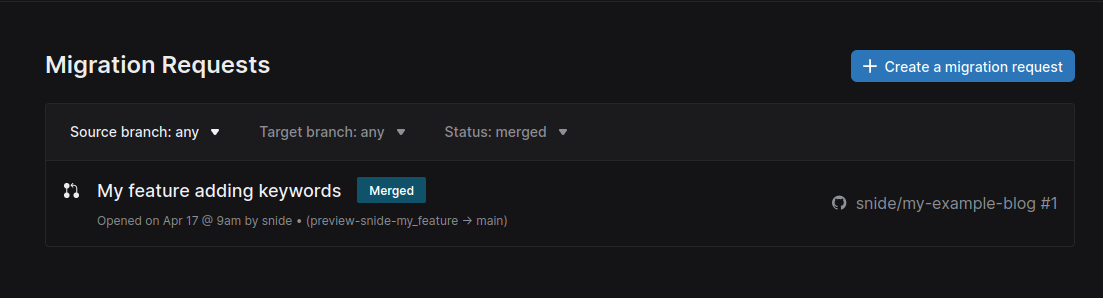 Migration Requests
Create a migration request
Source branch: any
Target branch: any
Status: merged
My feature adding keywords
Merged
Opened on Apr 17 @ 9am by snide • (preview-snide-my_feature → main)
snide/my-example-blog #1